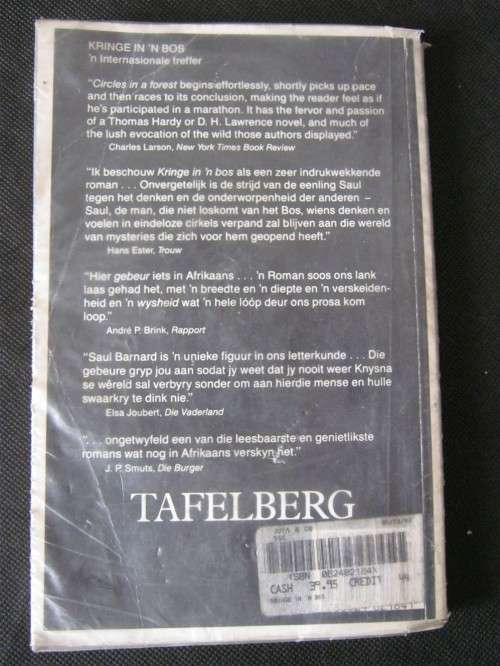 KRINGE IN 'N BOS
'n Internasionale treffer
"Circles in a forest begins effortlessly, shortly picks up pace
and then races to its conclusion, making the reader feel as if
he's participated in a marathon. It has the fervor and passion
of a Thomas Hardy or D. H. Lawrence novel, and much of
the lush evocation of the wild those authors displayed."
Charles Larson, New York Times Book Review
"Ik beschouw Kringe in 'n bos als een zeer indrukwekkende
roman . . . Onvergetelijk is de strijd van de eenling Saul
tegen het denken en de onderworpenheid der anderen –
Saul, de man, die niet loskomt van het Bos, wiens denken en
voelen in eindeloze cirkels verpand zal blijven aan die wereld
van mysteries die zich voor hem geopend heeft."
Hans Ester, Trouw
"Hier gebeur iets in Afrikaans . . . 'n Roman soos ons lank
laas gehad het, met 'n breedte en 'n diepte en 'n verskeiden-
heid en 'n wysheid wat 'n hele lóóp deur ons prosa kom
loop."
André P. Brink, Rapport
"Saul Barnard is 'n unieke figuur in ons letterkunde . . . Die
gebeure gryp jou aan sodat jy weet dat jy nooit weer Knysna
se wêreld sal verbyry sonder om aan hierdie mense en hulle
swaarkry te dink nie."
Elsa Joubert, Die Vaderland
". . . ongetwyfeld een van die leesbaarste en genietlikste
romans wat nog in Afrikaans verskyn het."
J. P. Smuts, Die Burger
TAFELBERG
JUTA & CO
ISBN
CASH 39.95 CREDIT
KRINGE IN 'N BOS